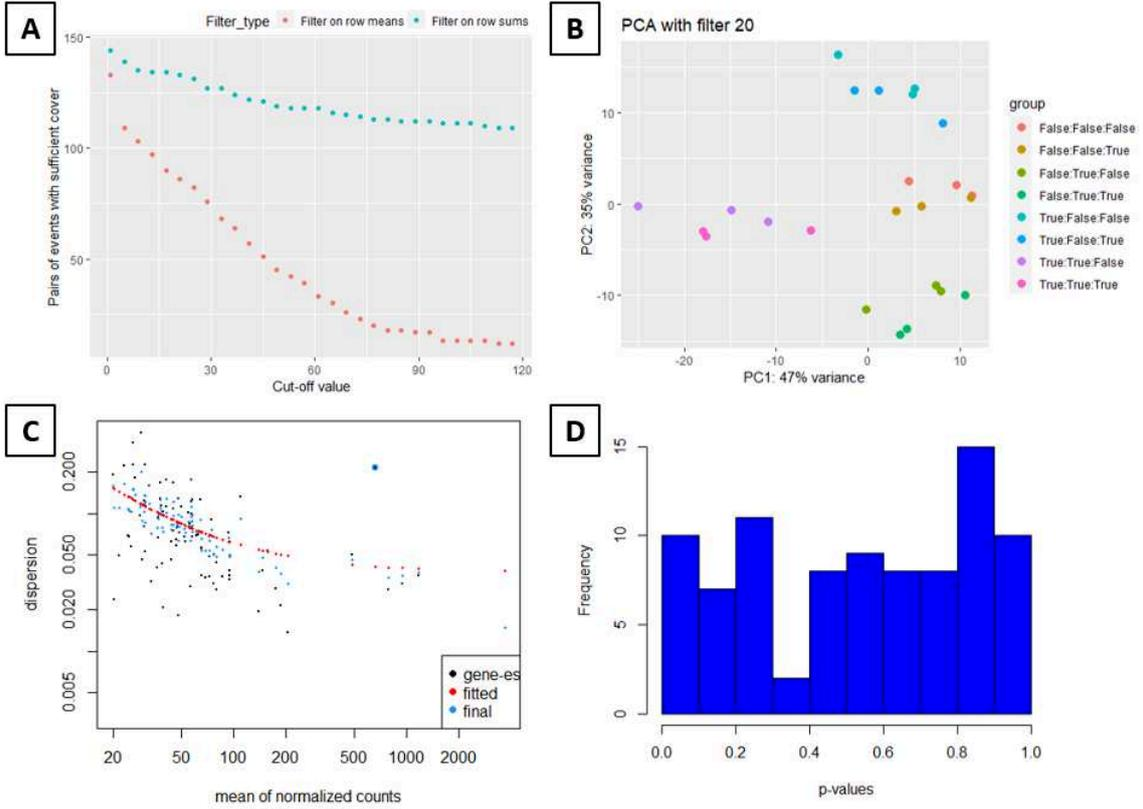 A
Filter_type Filter on row means Filter on row sums
150
100
50
Pairs of events with sufficient cover
0 30 60 90 120
Cut-off value
B
PCA with filter 20
10
0
-10
PC2: 35% variance
-20 -10 0 10
PC1: 47% variance
group
False:False:False
False:False:True
False:True:False
False:True:True
True:False:False
True:False:True
True:True:False
True:True:True
C
0.200
0.050
0.020
0.005
dispersion
gene-es
fitted
final
20 50 100 200 500 1000 2000
mean of normalized counts
D
15
10
5
0
Frequency
0.0 0.2 0.4 0.6 0.8 1.0
p-values